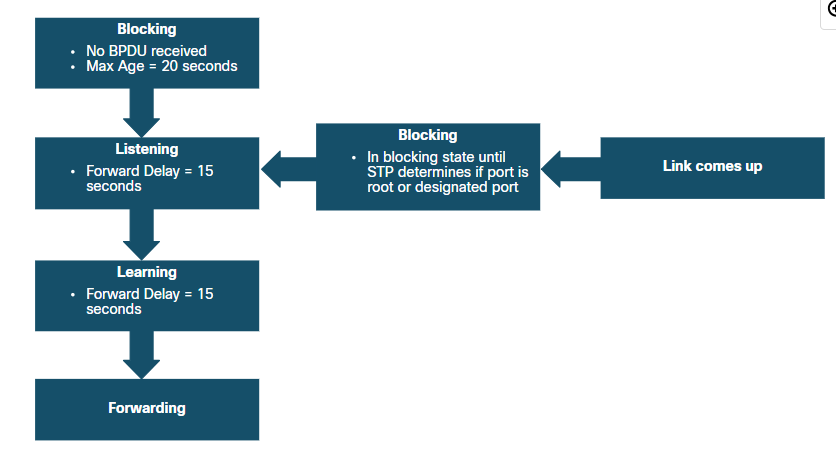 Blocking
• No BPDU received
• Max Age = 20 seconds
Listening
• Forward Delay = 15
seconds
Blocking
• In blocking state until
STP determines if port is
root or designated port
Link comes up
Learning
• Forward Delay = 15
seconds
Forwarding